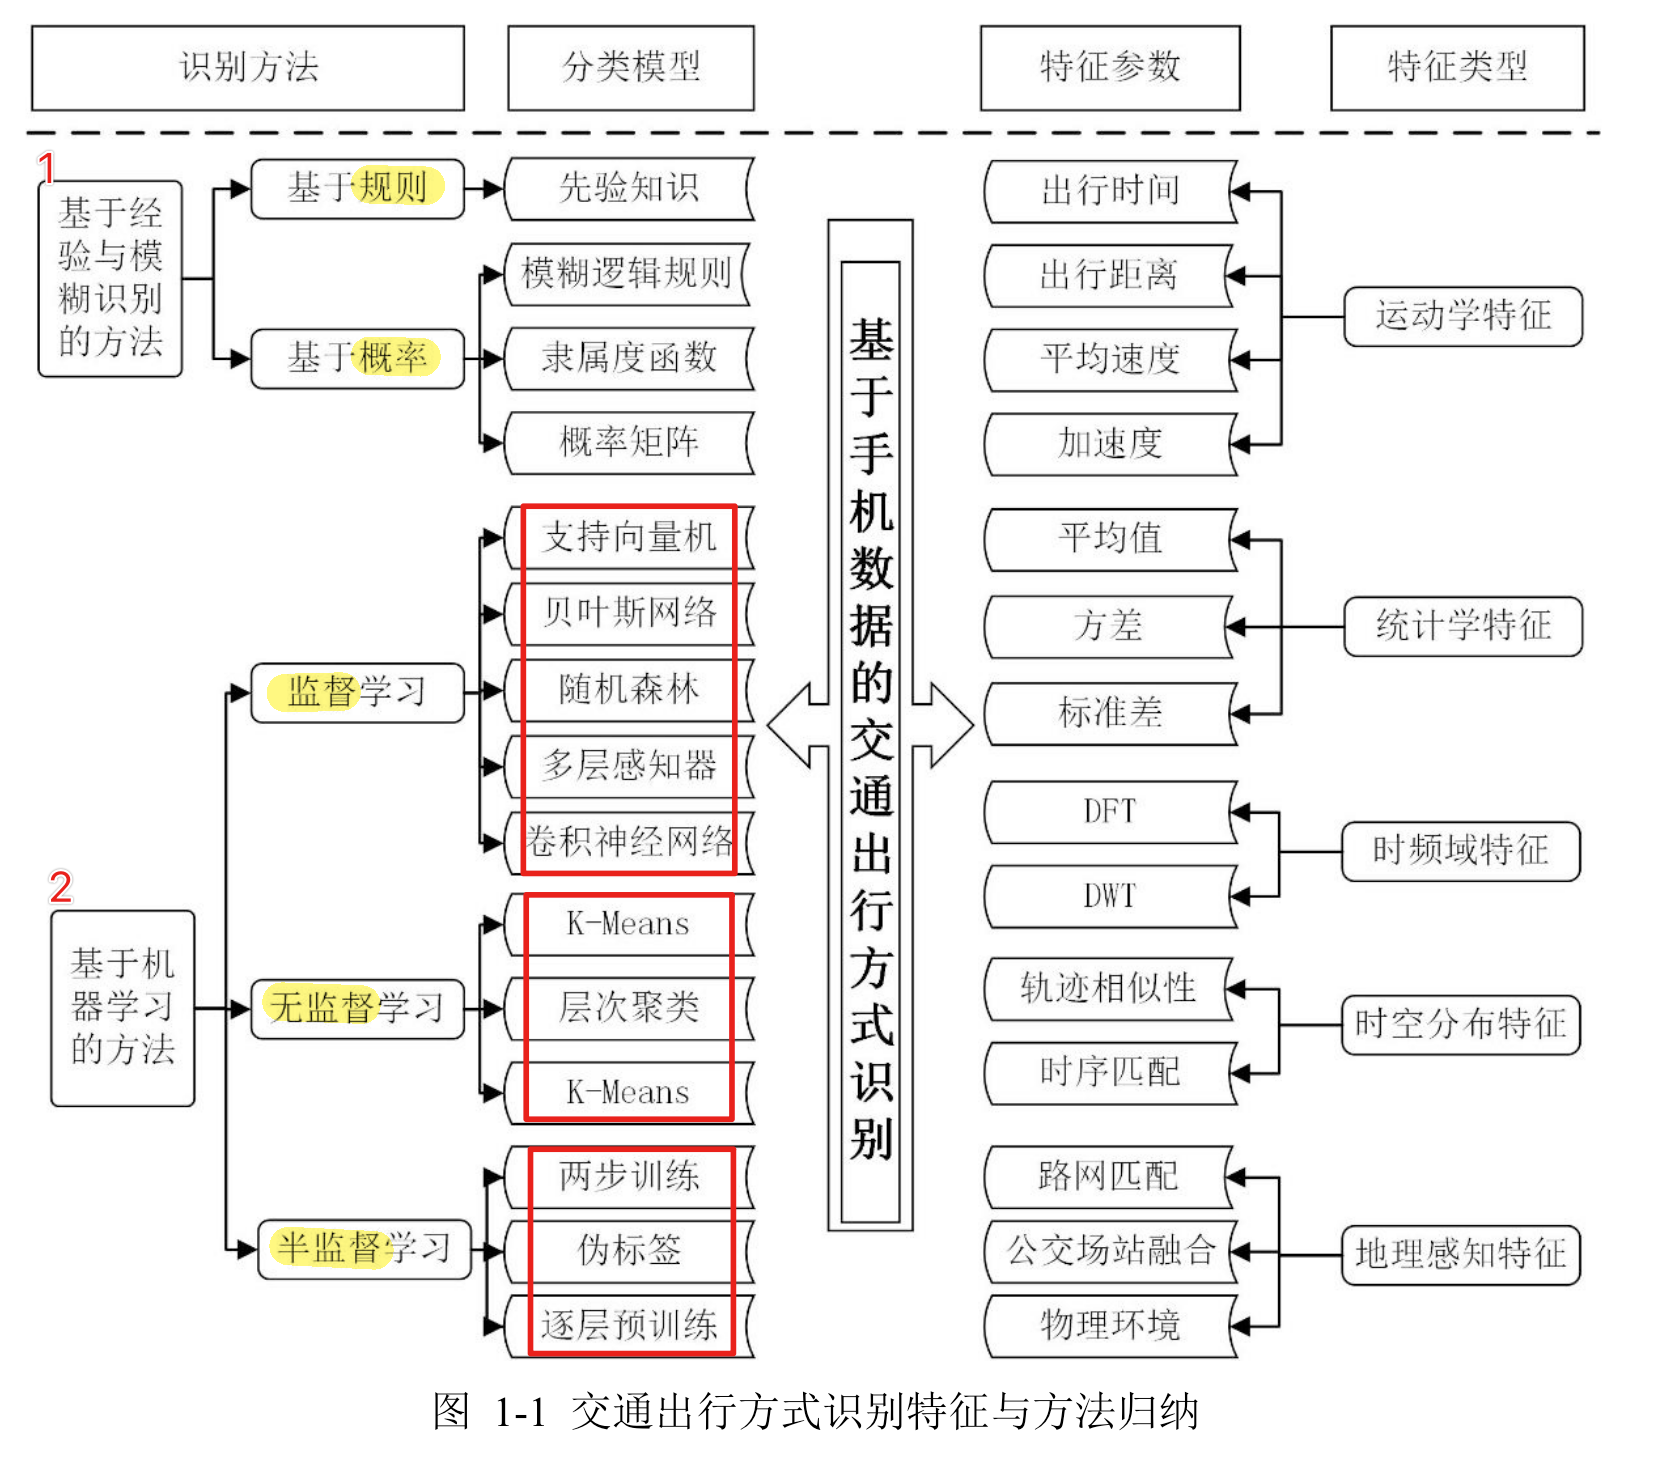 识别方法
分类模型
特征参数
特征类型
1
基于经
验与模
糊识别
的方法
基于规则
先验知识
基于概率
模糊逻辑规则
隶属度函数
概率矩阵
2
基于机
器学习
的方法
监督学习
支持向量机
贝叶斯网络
随机森林
多层感知器
卷积神经网络
无监督学习
K-Means
层次聚类
K-Means
半监督学习
两步训练
伪标签
逐层预训练
基于手机数据的交通出行方式识别
出行时间
出行距离
平均速度
加速度
运动学特征
平均值
方差
标准差
统计学特征
DFT
DWT
时频域特征
轨迹相似性
时序匹配
时空分布特征
路网匹配
公交场站融合
物理环境
地理感知特征
图 1-1 交通出行方式识别特征与方法归纳